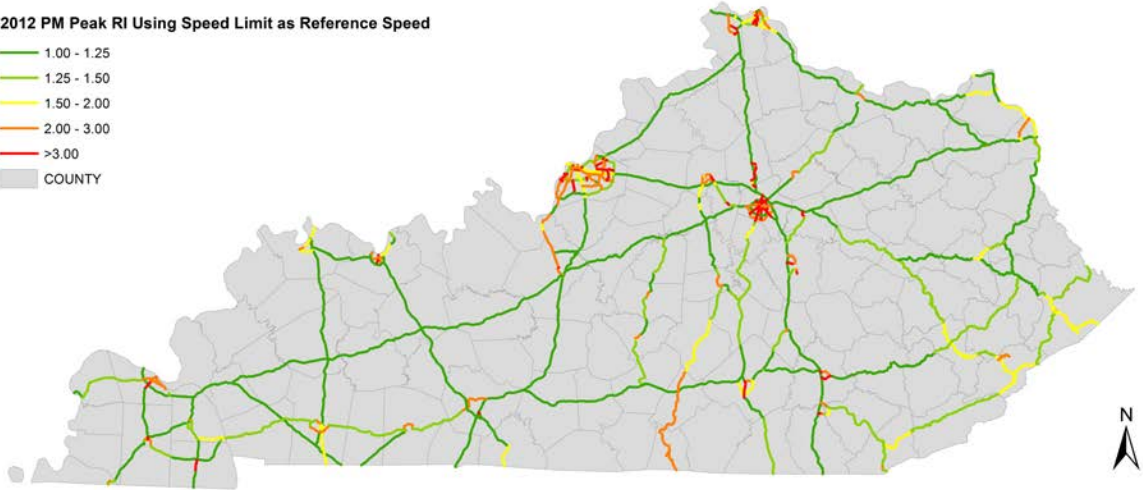 2012 PM Peak RI Using Speed Limit as Reference Speed
1.00 - 1.25
1.25 - 1.50
1.50 - 2.00
2.00 - 3.00
>3.00
COUNTY
N